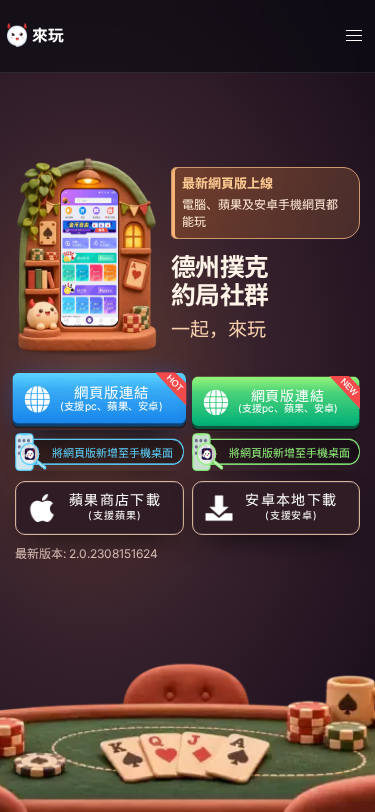 來玩
最新網頁版上線
電腦、蘋果及安卓手機網頁都
能玩
德州撲克
約局社群
一起，來玩
網頁版連結
(支援pc、蘋果、安卓)
HOT
網頁版連結
(支援pc、蘋果、安卓)
NEW
將網頁版新增至手機桌面
將網頁版新增至手機桌面
蘋果商店下載
(支援蘋果)
安卓本地下載
(支援安卓)
最新版本: 2.0.2308151624
K
Q
J
A